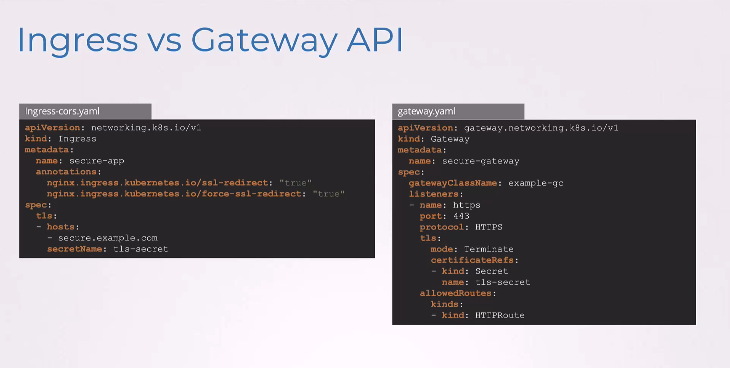 Ingress vs Gateway API
Ingress-cors.yaml
apiVersion: networking.k8s.io/v1
kind: Ingress
metadata:
  name: secure-app
  annotations:
    nginx.ingress.kubernetes.io/ssl-redirect: "true"
    nginx.ingress.kubernetes.io/force-ssl-redirect: "true"
spec:
  tls:
  - hosts:
    - secure.example.com
    secretName: tls-secret
gateway.yaml
apiVersion: gateway.networking.k8s.io/v1
kind: Gateway
metadata:
  name: secure-gateway
spec:
  gatewayClassName: example-gc
  listeners:
  - name: https
    port: 443
    protocol: HTTPS
    tls:
      mode: Terminate
      certificateRefs:
      - kind: Secret
        name: tls-secret
    allowedRoutes:
      kinds:
      - kind: HTTPRoute